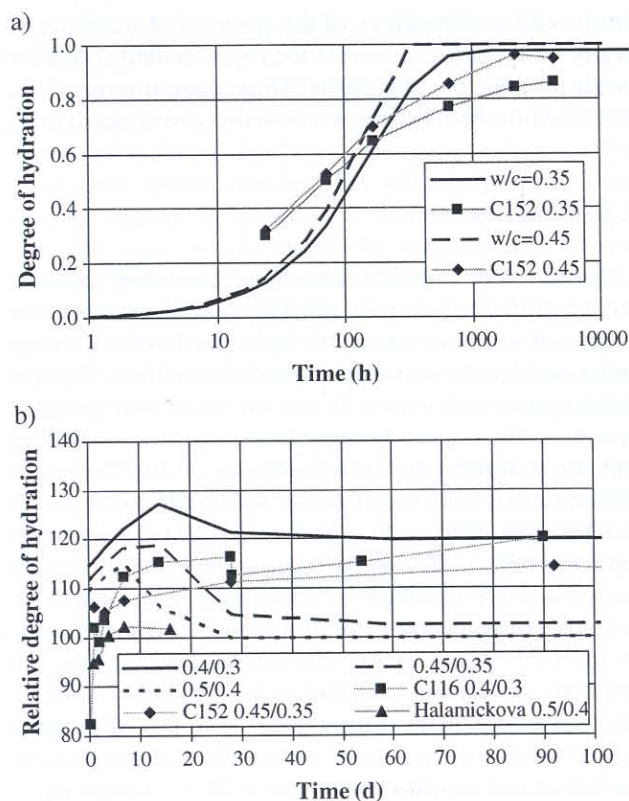 a)
1.0
0.8
0.6
0.4
0.2
0.0
Degree of hydration
w/c=0.35
C152 0.35
w/c=0.45
C152 0.45
1 10 100 1000 10000
Time (h)
b)
140
130
120
110
100
90
80
Relative degree of hydration
0.4/0.3 0.45/0.35
0.5/0.4 C116 0.4/0.3
C152 0.45/0.35 Halamickova 0.5/0.4
0 10 20 30 40 50 60 70 80 90 100
Time (d)